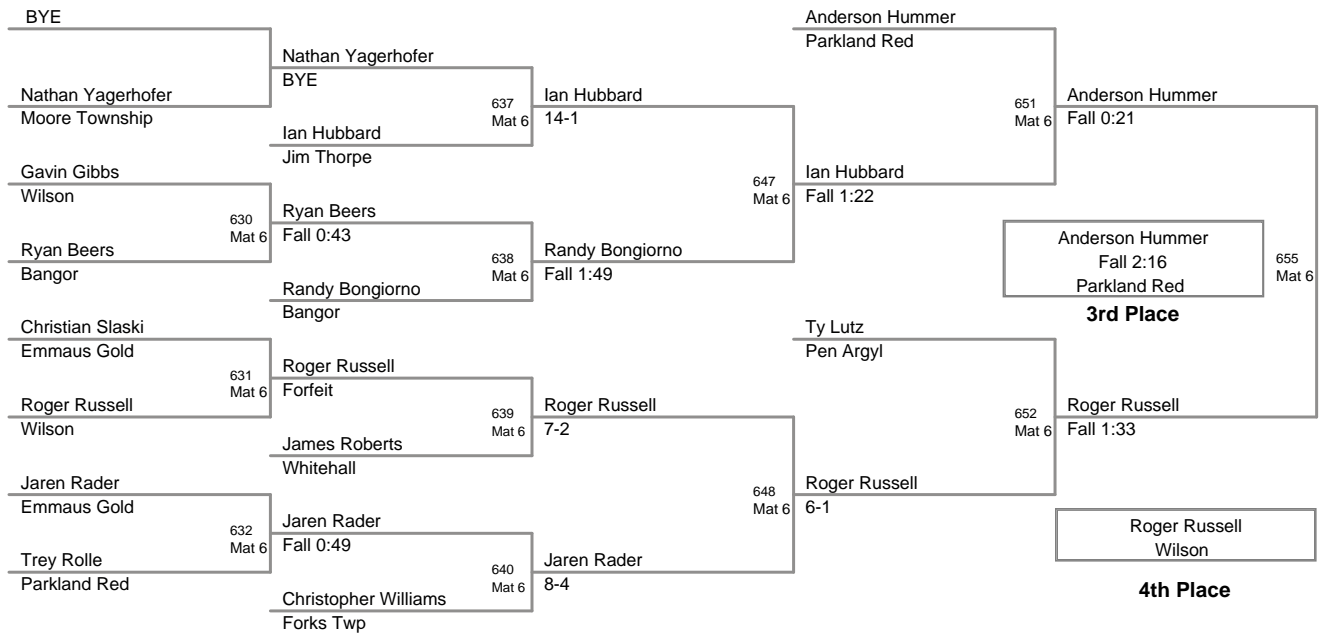 BYE
Nathan Yagerhofer
Moore Township
Gavin Gibbs
Wilson
630
Mat 6
Ryan Beers
Bangor
Christian Slaski
Emmaus Gold
631
Mat 6
Roger Russell
Wilson
Jaren Rader
Emmaus Gold
632
Mat 6
Trey Rolle
Parkland Red
Nathan Yagerhofer
BYE
637
Mat 6
Ian Hubbard
Jim Thorpe
Ryan Beers
Fall 0:43
638
Mat 6
Randy Bongiorno
Bangor
Roger Russell
Forfeit
639
Mat 6
James Roberts
Whitehall
Jaren Rader
Fall 0:49
640
Mat 6
Christopher Williams
Forks Twp
Ian Hubbard
14-1
647
Mat 6
Randy Bongiorno
Fall 1:49
Roger Russell
7-2
648
Mat 6
Jaren Rader
8-4
Anderson Hummer
Parkland Red
651
Mat 6
Ian Hubbard
Fall 1:22
Ty Lutz
Pen Argyl
652
Mat 6
Roger Russell
6-1
Anderson Hummer
Fall 0:21
655
Mat 6
Roger Russell
Fall 1:33
Anderson Hummer
Fall 2:16
Parkland Red
3rd Place
Roger Russell
Wilson
4th Place